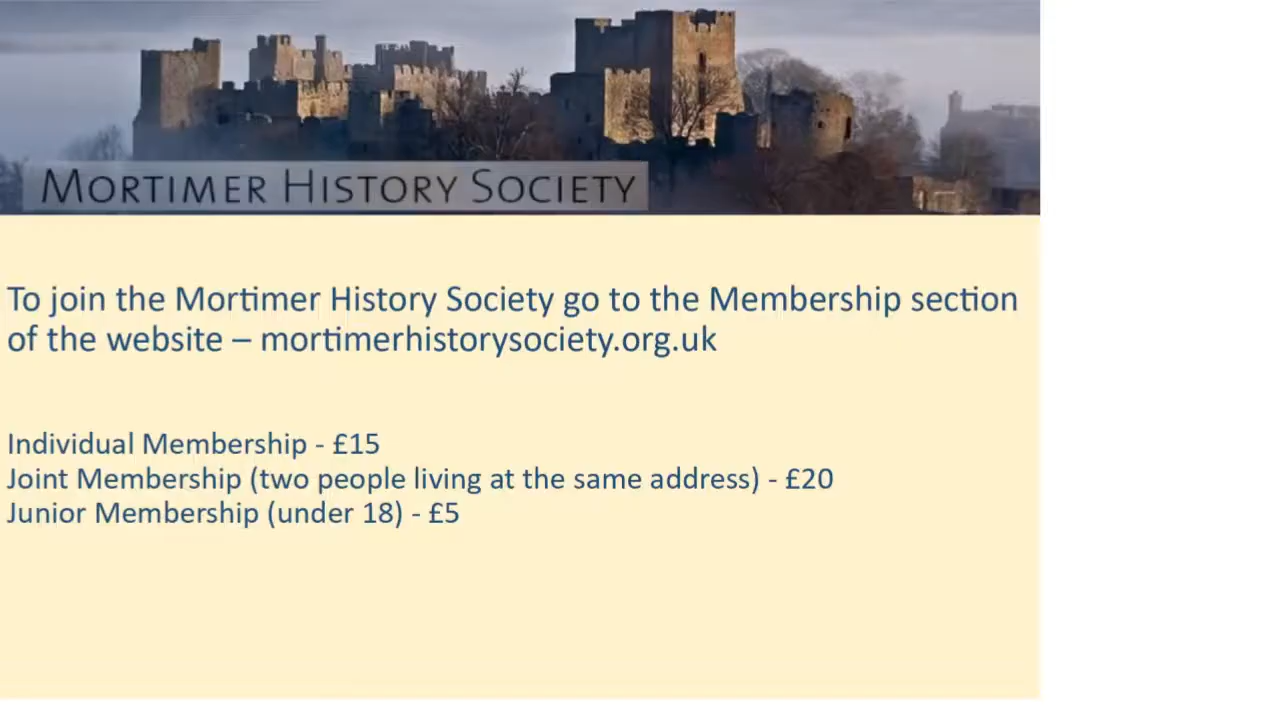 MORTIMER HISTORY SOCIETY
To join the Mortimer History Society go to the Membership section
of the website – mortimerhistorysociety.org.uk
Individual Membership - £15
Joint Membership (two people living at the same address) - £20
Junior Membership (under 18) - £5